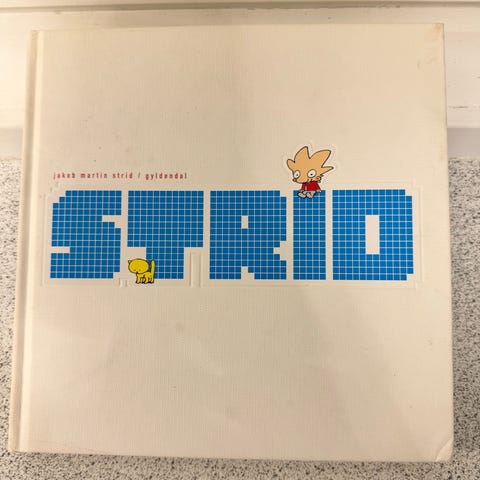 jakob martin strid / gyldendal
STRID